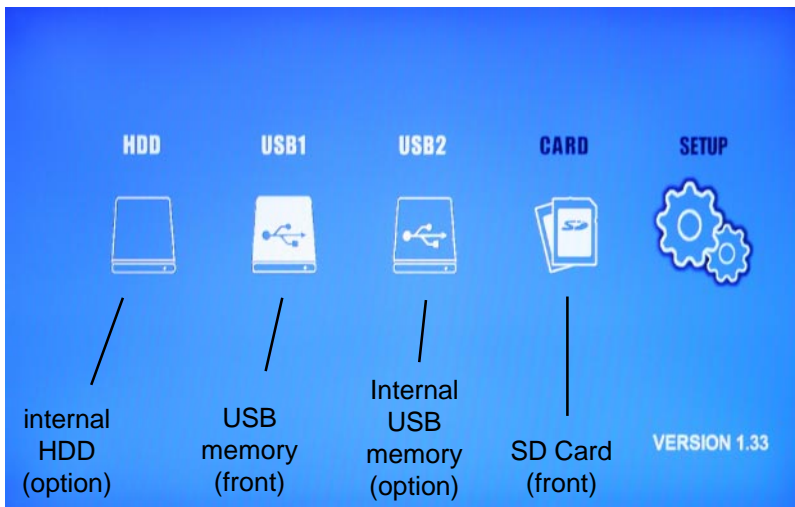 HDD USB1 USB2 CARD SETUP
SD
internal
HDD
(option)
USB
memory
(front)
Internal
USB
memory
(option)
SD Card
(front)
VERSION 1.33